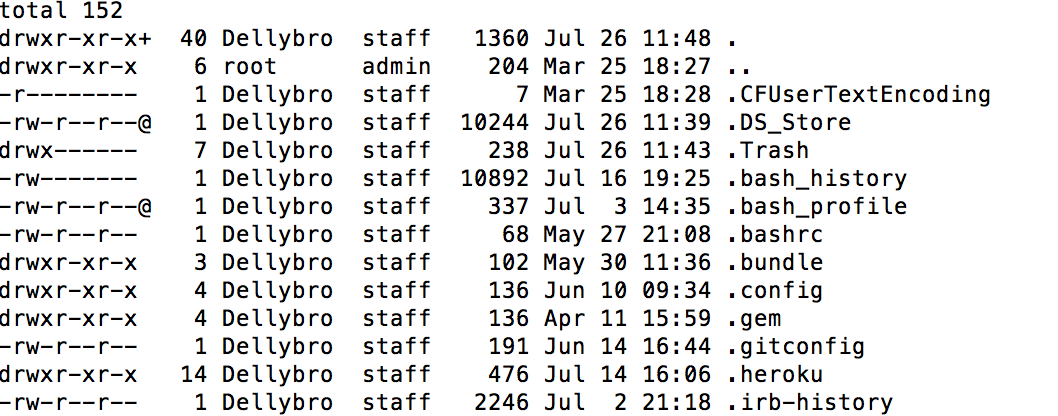 total 152
drwxr-xr-x+  40 Dellybro  staff   1360 Jul 26 11:48 .
drwxr-xr-x    6 root      admin    204 Mar 25 18:27 ..
-r--------    1 Dellybro  staff      7 Mar 25 18:28 .CFUserTextEncoding
-rw-r--r--@   1 Dellybro  staff  10244 Jul 26 11:39 .DS_Store
drwx------    7 Dellybro  staff    238 Jul 26 11:43 .Trash
-rw-------    1 Dellybro  staff  10892 Jul 16 19:25 .bash_history
-rw-r--r--@   1 Dellybro  staff    337 Jul  3 14:35 .bash_profile
-rw-r--r--    1 Dellybro  staff     68 May 27 21:08 .bashrc
drwxr-xr-x    3 Dellybro  staff    102 May 30 11:36 .bundle
drwxr-xr-x    4 Dellybro  staff    136 Jun 10 09:34 .config
drwxr-xr-x    4 Dellybro  staff    136 Apr 11 15:59 .gem
-rw-r--r--    1 Dellybro  staff    191 Jun 14 16:44 .gitconfig
drwxr-xr-x   14 Dellybro  staff    476 Jul 14 16:06 .heroku
-rw-r--r--    1 Dellybro  staff   2246 Jul  2 21:18 .irb-history